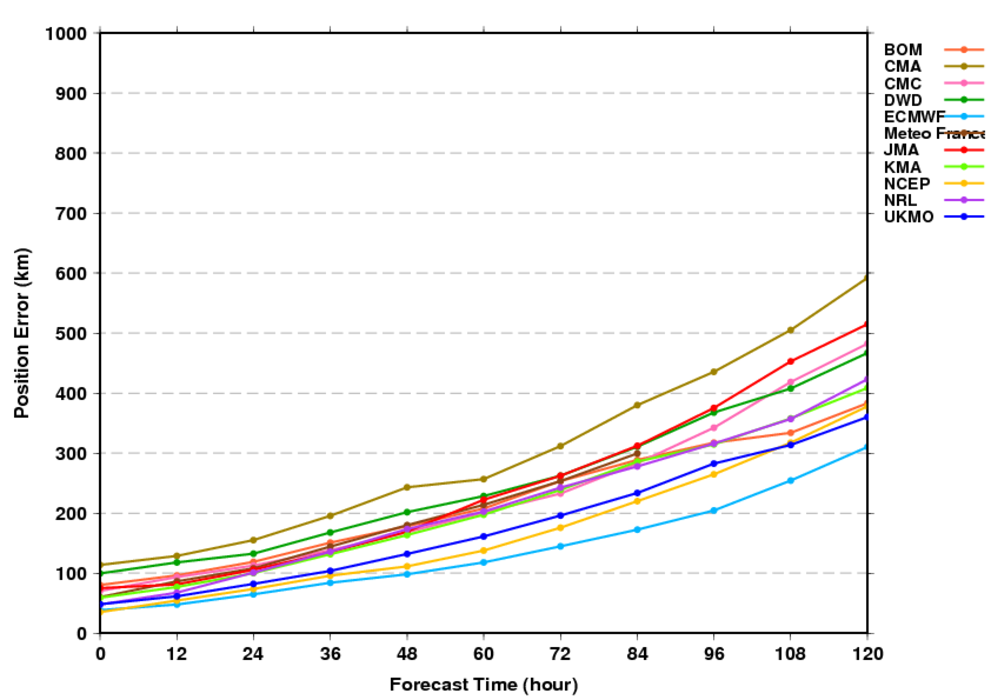 1000
900
800
700
600
500
400
300
200
100
0
Position Error (km)
0 12 24 36 48 60 72 84 96 108 120
Forecast Time (hour)
BOM
CMA
CMC
DWD
ECMWF
Meteo France
JMA
KMA
NCEP
NRL
UKMO